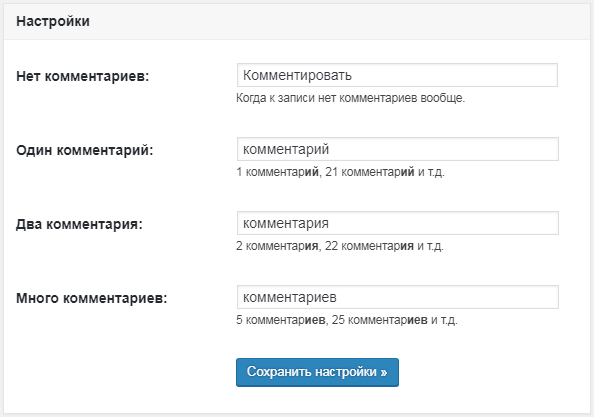 Настройки
Нет комментариев:
Комментировать
Когда к записи нет комментариев вообще.
Один комментарий:
комментарий
1 комментарий, 21 комментарий и т.д.
Два комментария:
комментария
2 комментария, 22 комментария и т.д.
Много комментариев:
комментариев
5 комментариев, 25 комментариев и т.д.
Сохранить настройки »